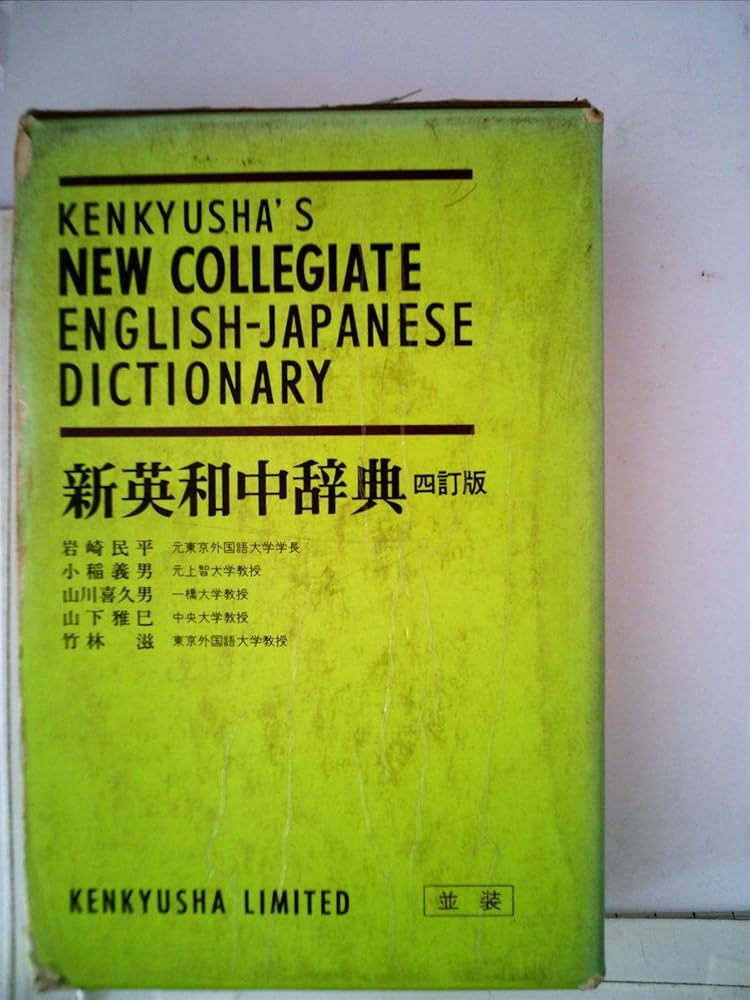 KENKYUSHA'S
NEW COLLEGIATE
ENGLISH-JAPANESE
DICTIONARY
新英和中辞典 四訂版
岩崎民平 元東京外国語大学学長
小稲義男 元上智大学教授
山川喜久男 一橋大学教授
山下雅巳 中央大学教授
竹林 滋 東京外国語大学教授
KENKYUSHA LIMITED 並装